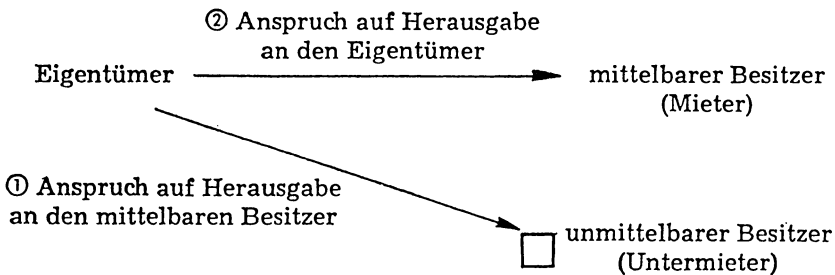 ② Anspruch auf Herausgabe
an den Eigentümer
Eigentümer
mittelbarer Besitzer
(Mieter)
① Anspruch auf Herausgabe
an den mittelbaren Besitzer
unmittelbarer Besitzer
(Untermieter)